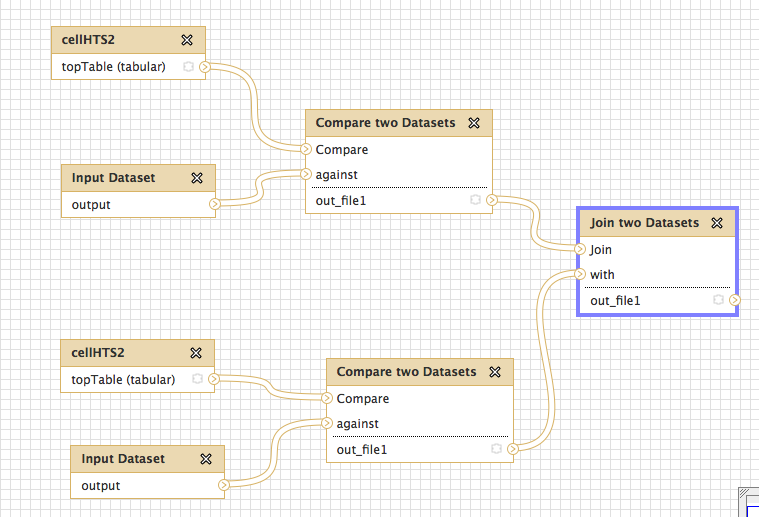 cellHTS2
topTable (tabular)
Input Dataset
output
Compare two Datasets
Compare
against
out_file1
Join two Datasets
Join
with
out_file1
cellHTS2
topTable (tabular)
Input Dataset
output
Compare two Datasets
Compare
against
out_file1